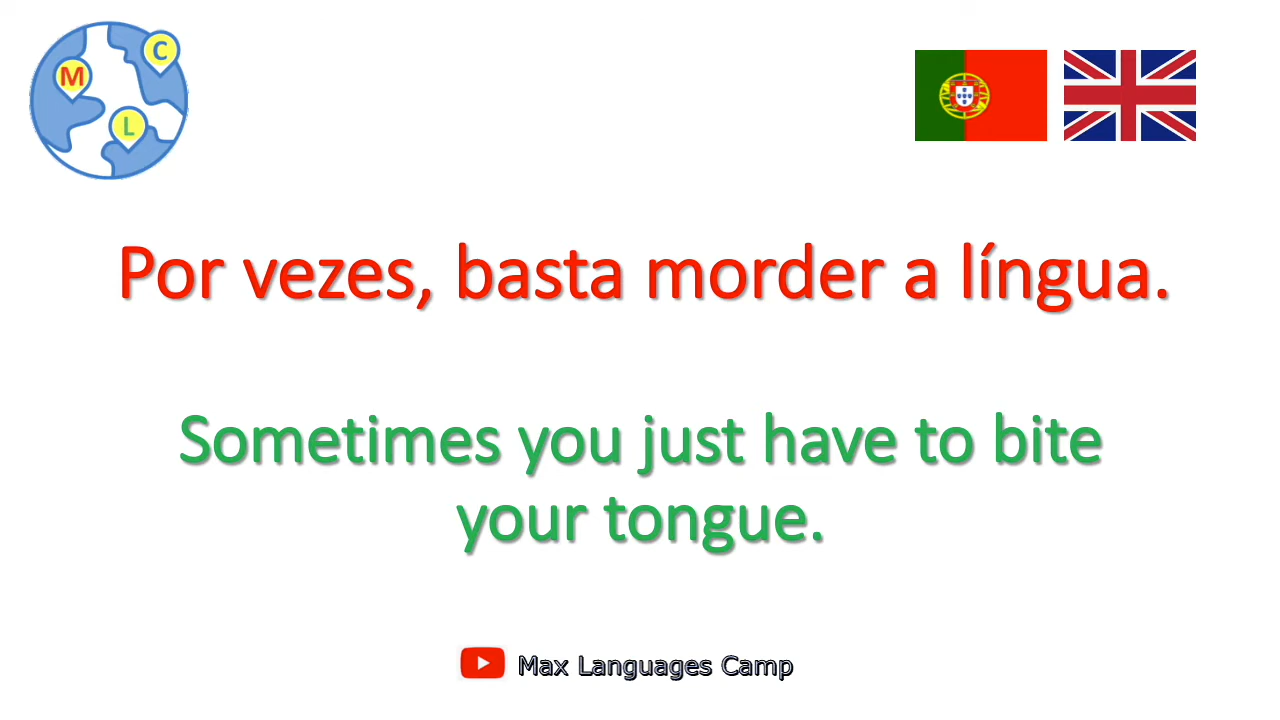 C
M
L
Por vezes, basta morder a língua.
Sometimes you just have to bite
your tongue.
Max Languages Camp